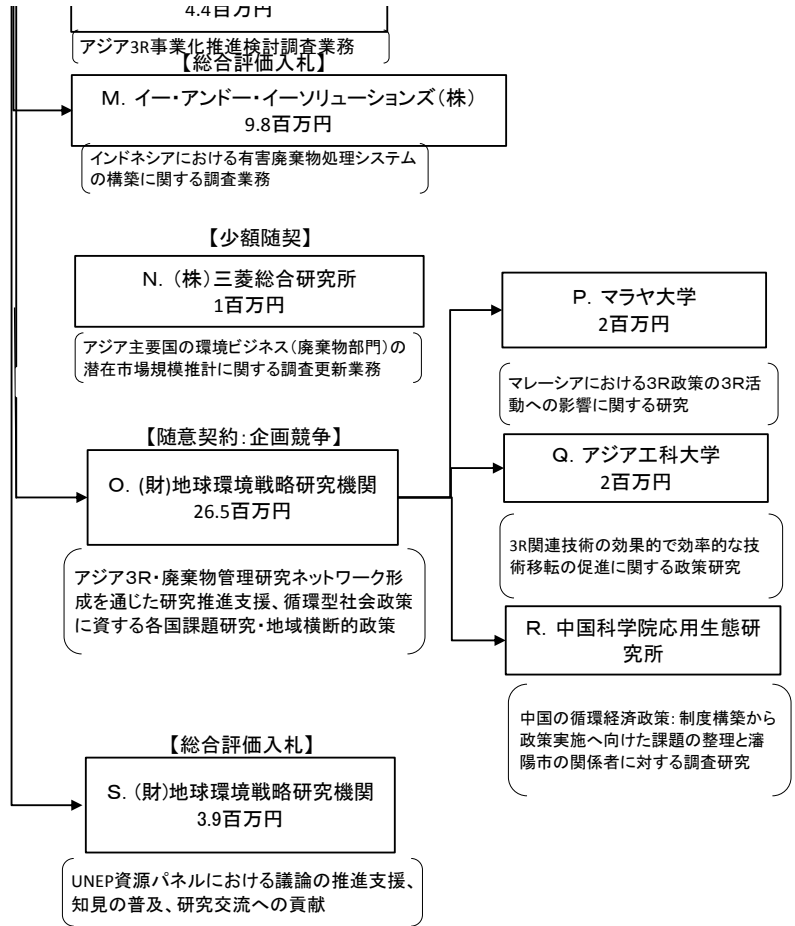 4.4百万円
アジア3R事業化推進検討調査業務
【総合評価入札】
M. イー・アンドー・イーソリューションズ（株）
9.8百万円
インドネシアにおける有害廃棄物処理システム
の構築に関する調査業務
【少額随契】
N. （株）三菱総合研究所
1百万円
アジア主要国の環境ビジネス（廃棄物部門）の
潜在市場規模推計に関する調査更新業務
【随意契約：企画競争】
O. (財)地球環境戦略研究機関
26.5百万円
アジア３R・廃棄物管理研究ネットワーク形
成を通じた研究推進支援、循環型社会政策
に資する各国課題研究・地域横断的政策
P. マラヤ大学
2百万円
マレーシアにおける３R政策の３R活
動への影響に関する研究
Q. アジア工科大学
2百万円
3R関連技術の効果的で効率的な技
術移転の促進に関する政策研究
R. 中国科学院応用生態研
究所
中国の循環経済政策：制度構築から
政策実施へ向けた課題の整理と瀋
陽市の関係者に対する調査研究
【総合評価入札】
S. （財）地球環境戦略研究機関
3.9百万円
UNEP資源パネルにおける議論の推進支援、
知見の普及、研究交流への貢献